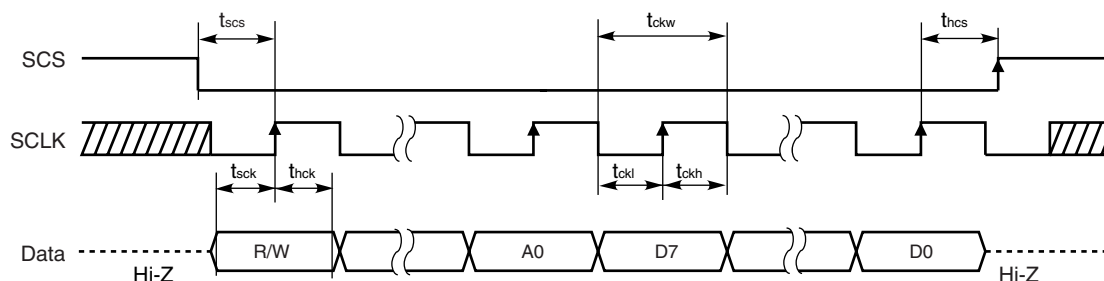 tscs
tckw
thcs
SCS
SCLK
tsck
thck
tckl
tckh
Data
R/W
A0
D7
D0
Hi-Z
Hi-Z